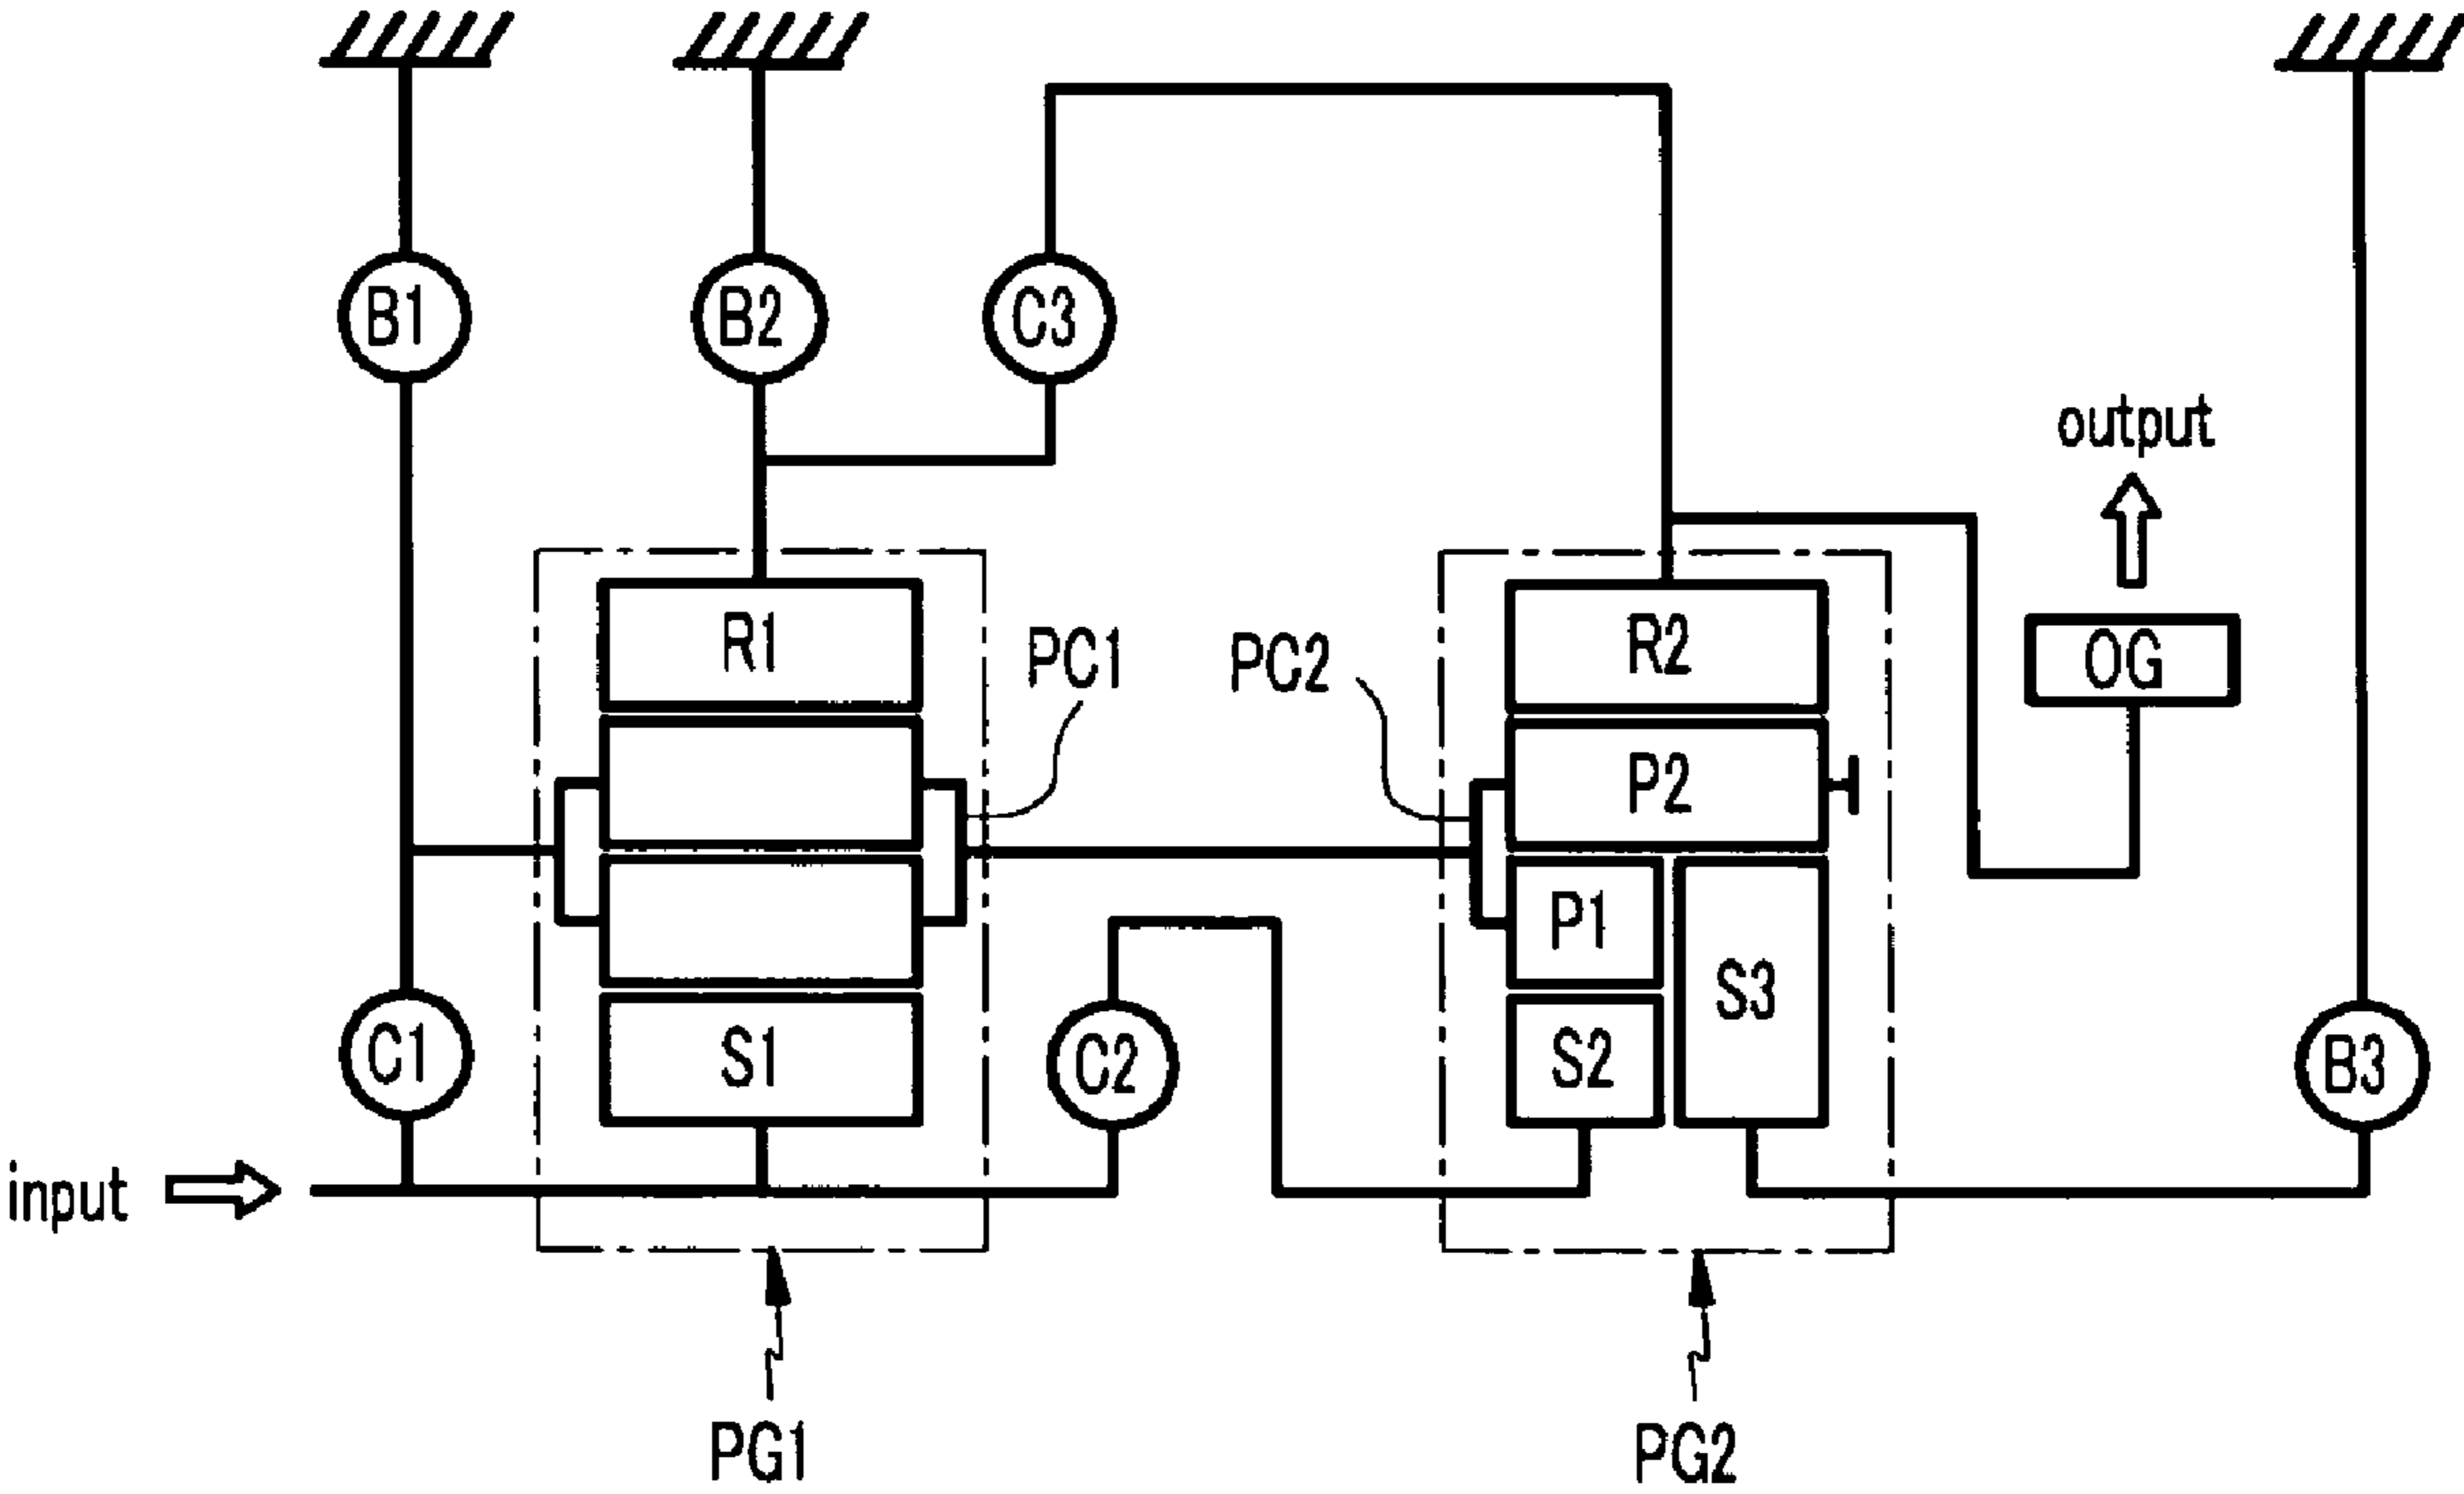 B1
B2
C3
output
R1
PC1
PC2
R2
OG
P2
P1
S3
C1
S1
C2
S2
B3
input
PG1
PG2